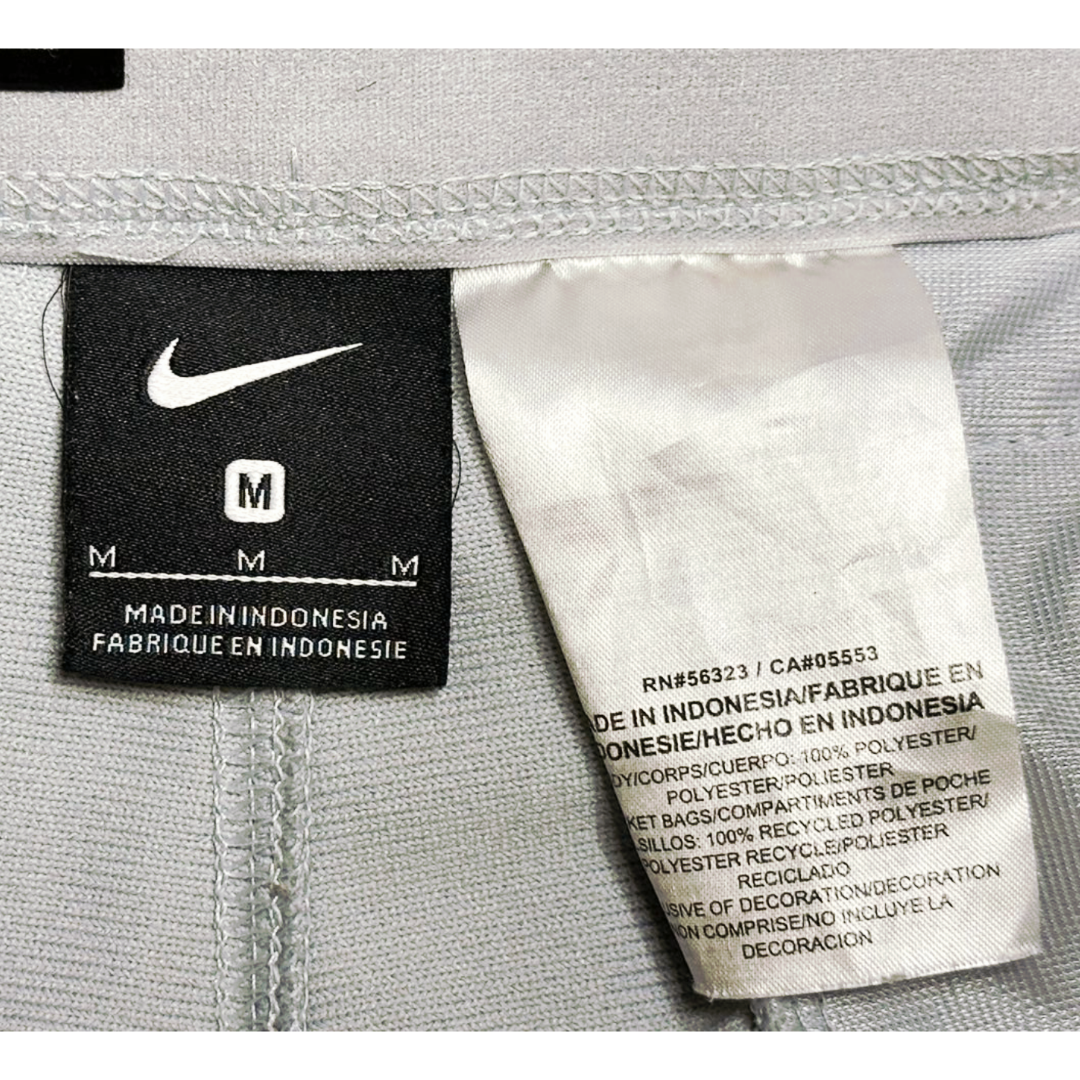 M
M M M
MADE IN INDONESIA
FABRIQUE EN INDONESIE
RN#56323 / CA#05553
ADE IN INDONESIA/FABRIQUE EN
DONESIE/HECHO EN INDONESIA
DY/CORPS/CUERPO: 100% POLYESTER/
POLYESTER/POLIESTER
KET BAGS/COMPARTIMENTS DE POCHE
SILLOS: 100% RECYCLED POLYESTER/
POLYESTER RECYCLE/POLIESTER
RECICLADO
USIVE OF DECORATION/DECORATION
NON COMPRISE/NO INCLUYE LA
DECORACION